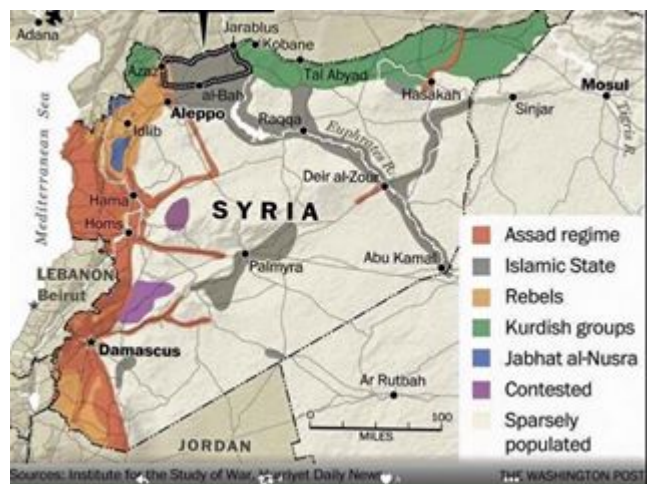 Adana
Jarablus
Kobane
Azaz
Tal Abyad
al-Bab
Hasakah
Mosul
Aleppo
Sinjar
Tigris R.
Mediterranean Sea
Idlib
Raqqa
Euphrates R.
Deir al-Zour
Hama
SYRIA
Homs
Abu Kamal
Palmyra
LEBANON
Beirut
Damascus
Ar Rutbah
0
100
MILES
JORDAN
Assad regime
Islamic State
Rebels
Kurdish groups
Jabhat al-Nusra
Contested
Sparsely
populated
Sources: Institute for the Study of War, Hurriyet Daily News
THE WASHINGTON POST